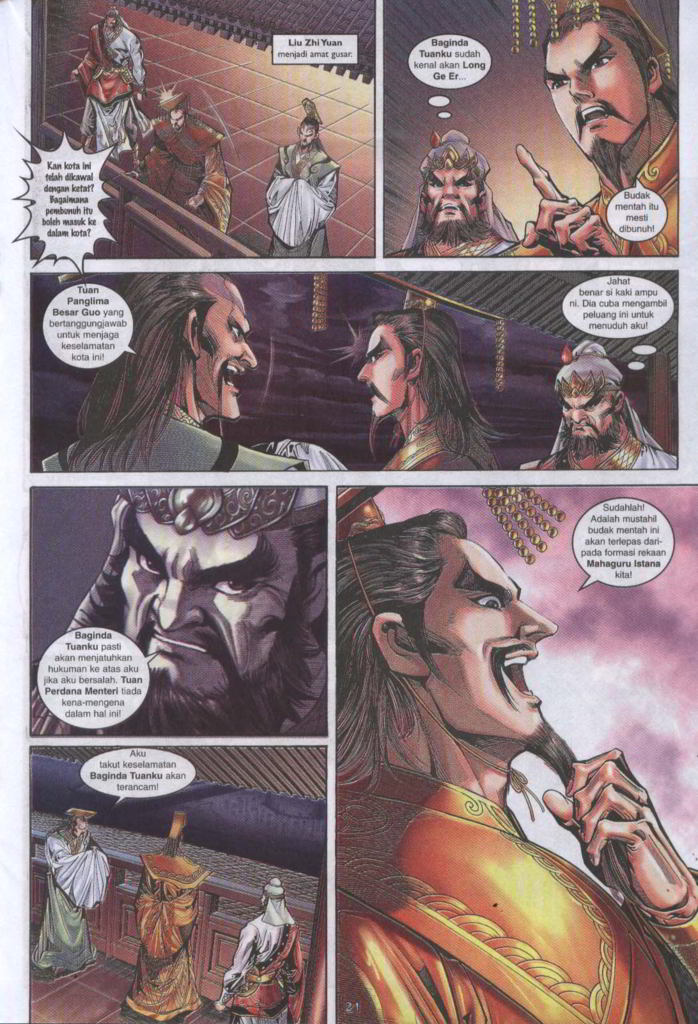 Liu Zhi Yuan
menjadi amat gusar.
Kan kota ini
telah dikawal
dengan ketat?
Bagaimana
pembunuh itu
boleh masuk ke
dalam kota?
Baginda
Tuanku sudah
kenal akan Long
Ge Er...
Budak
mentah itu
mesti
dibunuh!
Tuan
Panglima
Besar Guo yang
bertanggungjawab
untuk menjaga
keselamatan
kota ini!
Jahat
benar si kaki ampu
ni. Dia cuba mengambil
peluang ini untuk
menuduh aku!
Baginda
Tuanku pasti
akan menjatuhkan
hukuman ke atas aku
jika aku bersalah. Tuan
Perdana Menteri tiada
kena-mengena
dalam hal ini!
Sudahlah!
Adalah mustahil
budak mentah ini
akan terlepas dari-
pada formasi rekaan
Mahaguru Istana
kita!
Aku
takut keselamatan
Baginda Tuanku akan
terancam!
21